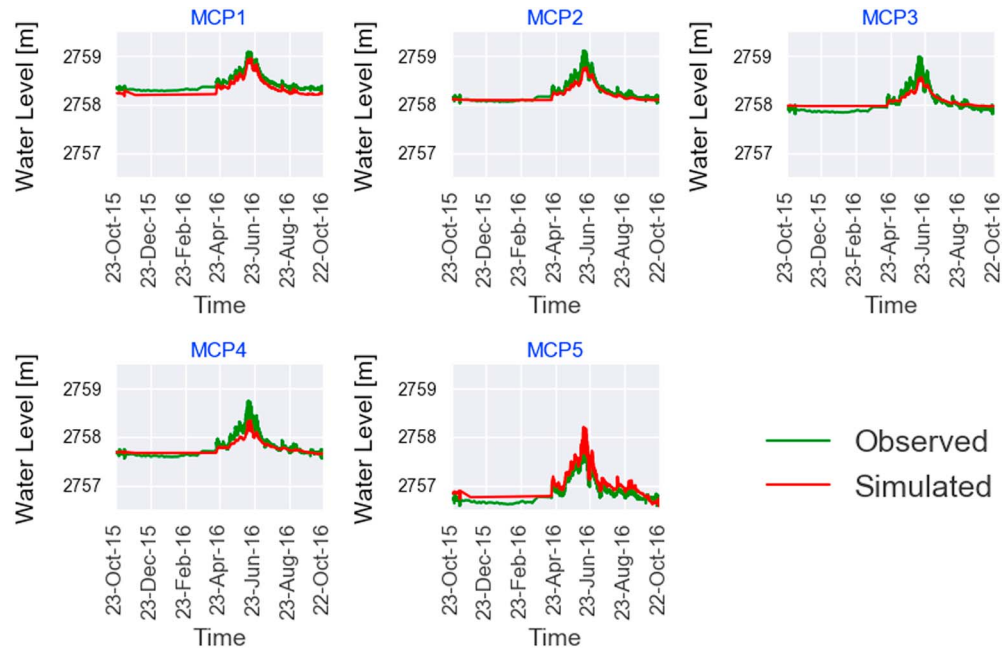 MCP1
Water Level [m]
2759
2758
2757
23-Oct-15
23-Dec-15
23-Feb-16
23-Apr-16
23-Jun-16
23-Aug-16
22-Oct-16
Time
MCP2
Water Level [m]
2759
2758
2757
23-Oct-15
23-Dec-15
23-Feb-16
23-Apr-16
23-Jun-16
23-Aug-16
22-Oct-16
Time
MCP3
Water Level [m]
2759
2758
2757
23-Oct-15
23-Dec-15
23-Feb-16
23-Apr-16
23-Jun-16
23-Aug-16
22-Oct-16
Time
MCP4
Water Level [m]
2759
2758
2757
23-Oct-15
23-Dec-15
23-Feb-16
23-Apr-16
23-Jun-16
23-Aug-16
22-Oct-16
Time
MCP5
Water Level [m]
2759
2758
2757
23-Oct-15
23-Dec-15
23-Feb-16
23-Apr-16
23-Jun-16
23-Aug-16
22-Oct-16
Time
Observed
Simulated